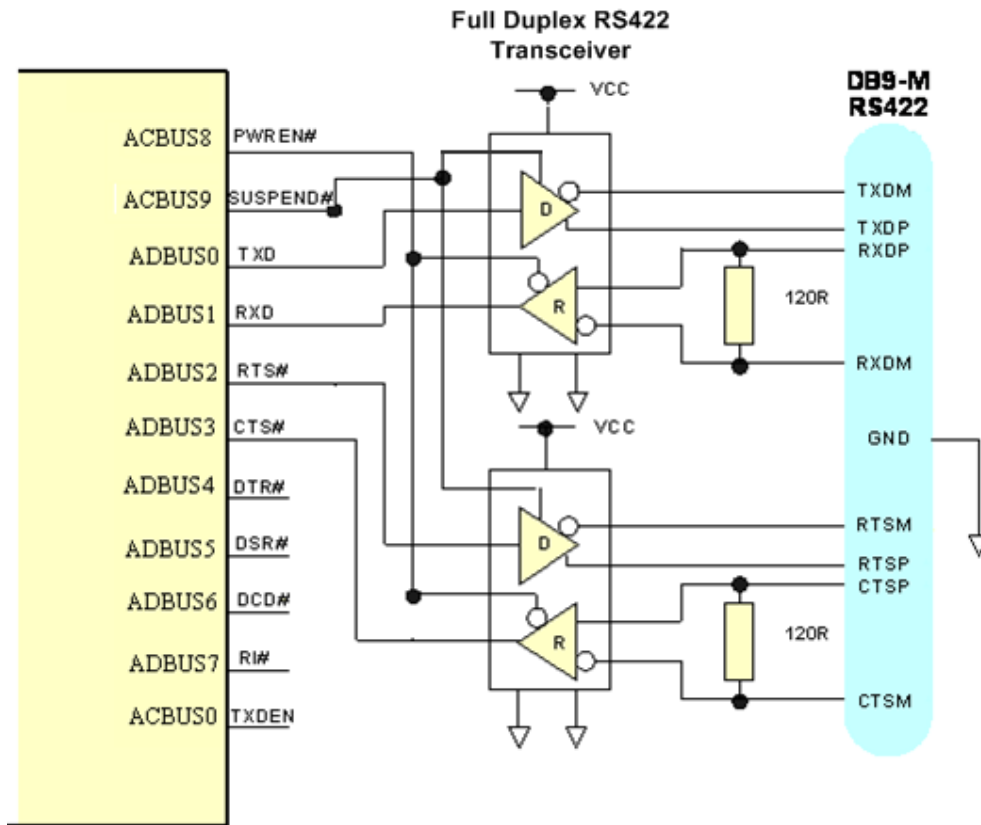 Full Duplex RS422
Transceiver
DB9-M
RS422
VCC
ACBUS8 PWREN#
ACBUS9 SUSPEND#
ADBUS0 TXD
ADBUS1 RXD
ADBUS2 RTS#
ADBUS3 CTS#
ADBUS4 DTR#
ADBUS5 DSR#
ADBUS6 DCD#
ADBUS7 RI#
ACBUS0 TXDEN
D
R
VCC
D
R
120R
120R
TXDM
TXDP
RXDP
RXDM
GND
RTSM
RTSP
CTSP
CTSM